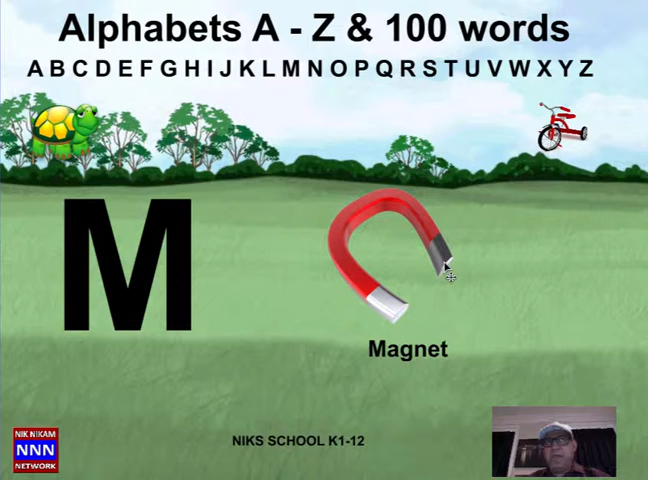 Alphabets A - Z & 100 words
A B C D E F G H I J K L M N O P Q R S T U V W X Y Z
M
Magnet
NIKS SCHOOL K1-12
NIK NIKAM
NNN
NETWORK